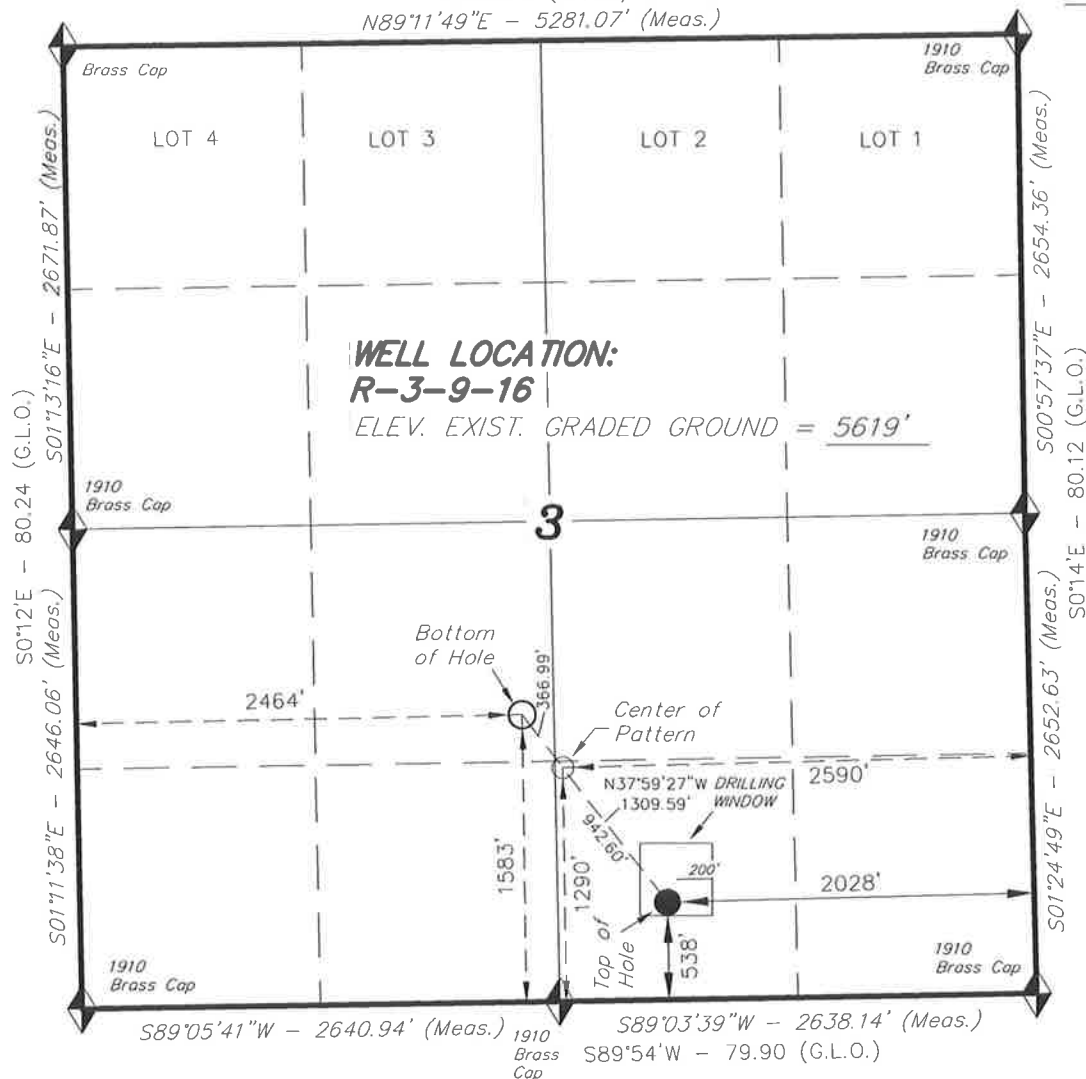 N89°11'49"E - 5281.07' (Meas.)
Brass Cap
1910
Brass Cap
LOT 4
LOT 3
LOT 2
LOT 1
S01°13'16"E - 2671.87' (Meas.)
S00°57'37"E - 2654.36' (Meas.)
WELL LOCATION:
R-3-9-16
ELEV. EXIST. GRADED GROUND = 5619'
S0°12'E - 80.24 (G.L.O.)
S0°14'E - 80.12 (G.L.O.)
1910
Brass Cap
3
1910
Brass Cap
S01°11'38"E - 2646.06' (Meas.)
S01°24'49"E - 2652.63' (Meas.)
Bottom
of Hole
366.99'
2464'
Center of
Pattern
2590'
N37°59'27"W
1309.59'
DRILLING
WINDOW
942.60'
1583'
1290'
200'
2028'
Top of
Hole
538'
1910
Brass Cap
1910
Brass Cap
S89°05'41"W - 2640.94' (Meas.)
1910
Brass
Cap
S89°03'39"W - 2638.14' (Meas.)
S89°54'W - 79.90 (G.L.O.)